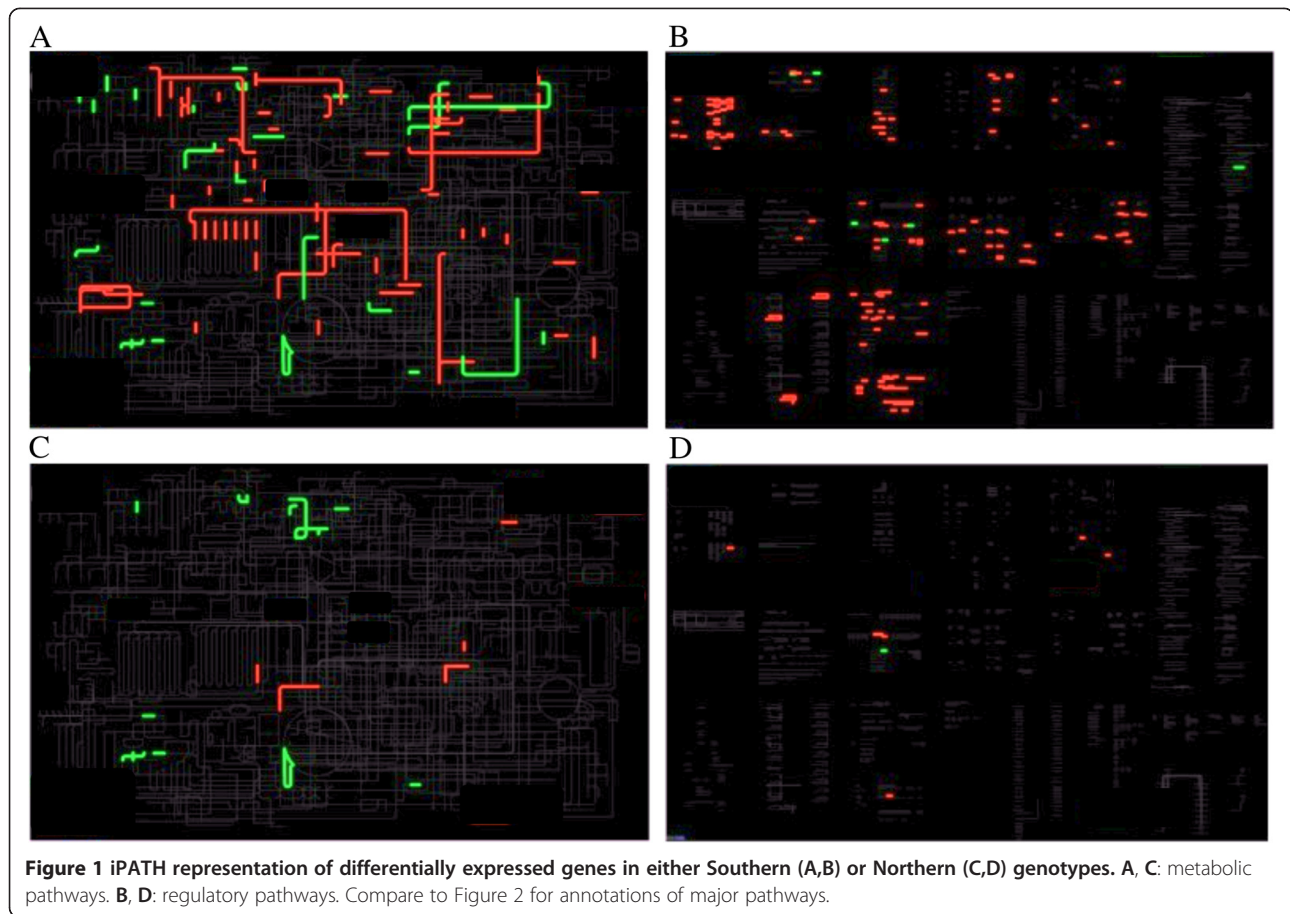 A
B
C
D
Figure 1 iPATH representation of differentially expressed genes in either Southern (A,B) or Northern (C,D) genotypes. A, C: metabolic
pathways. B, D: regulatory pathways. Compare to Figure 2 for annotations of major pathways.